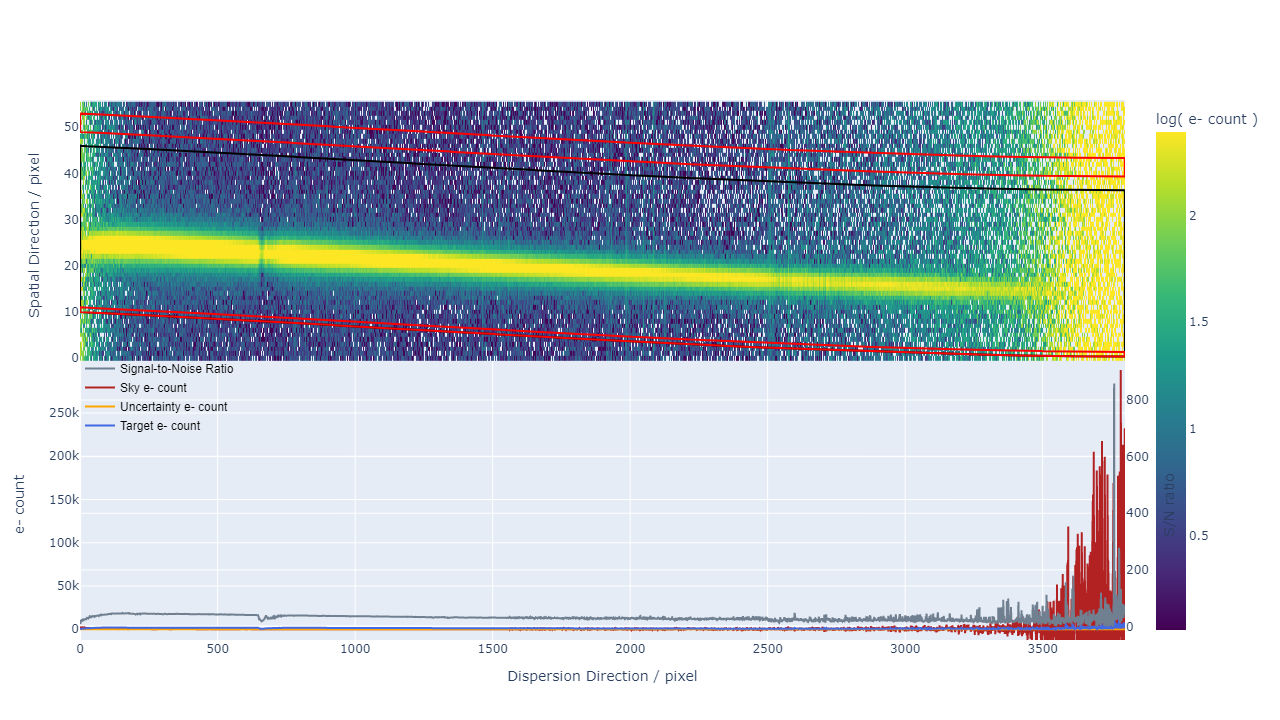 log( e- count )
Spatial Direction / pixel
50
40
30
20
10
0
2
1.5
1
0.5
Signal-to-Noise Ratio
Sky e- count
Uncertainty e- count
Target e- count
e- count
250k
200k
150k
100k
50k
0
800
600
400
200
0
S/N ratio
0 500 1000 1500 2000 2500 3000 3500
Dispersion Direction / pixel